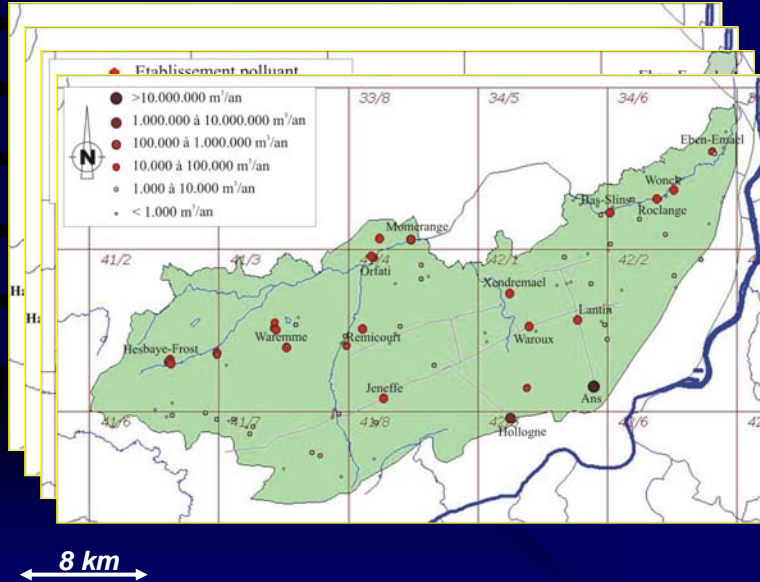 Etablissement polluant
>10.000.000 m³/an
1.000.000 à 10.000.000 m³/an
100.000 à 1.000.000 m³/an
10.000 à 100.000 m³/an
1.000 à 10.000 m³/an
< 1.000 m³/an
N
33/8
34/5
34/6
Eben-Emael
Wonck
Bas-Slins
Roclange
Momerange
41/2
41/3
41/4
42/1
42/2
Orfati
Xendremael
Lantin
Waroux
Hesbaye-Frost
Waremme
Remicourt
Jeneffe
Ans
41/6
41/7
41/8
42/6
Hollogne
8 km